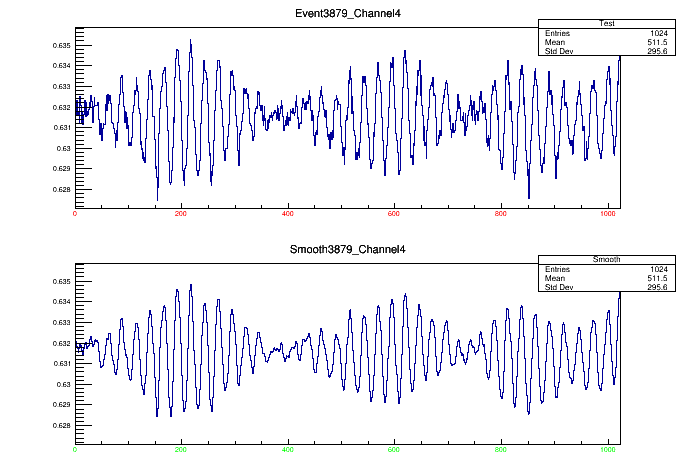 Event3879_Channel4
Test
Entries 1024
Mean 511.5
Std Dev 295.6
0.635
0.634
0.633
0.632
0.631
0.63
0.629
0.628
0 200 400 600 800 1000
Smooth3879_Channel4
Smooth
Entries 1024
Mean 511.5
Std Dev 295.6
0.635
0.634
0.633
0.632
0.631
0.63
0.629
0.628
0 200 400 600 800 1000